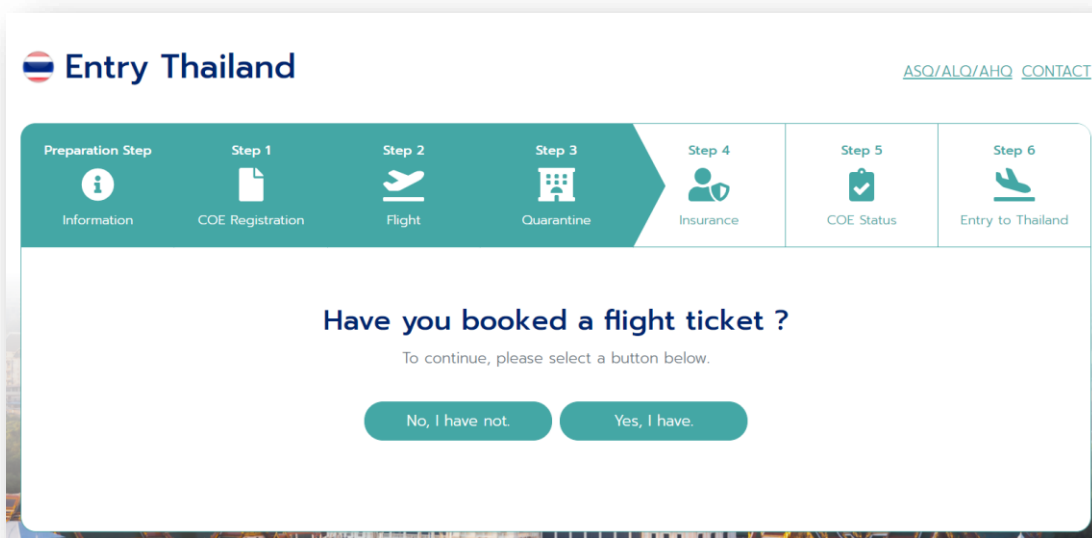 Entry Thailand
ASQ/ALQ/AHQ CONTACT
Preparation Step Step 1 Step 2 Step 3 Step 4 Step 5 Step 6
Information COE Registration Flight Quarantine Insurance COE Status Entry to Thailand
Have you booked a flight ticket ?
To continue, please select a button below.
No, I have not. Yes, I have.